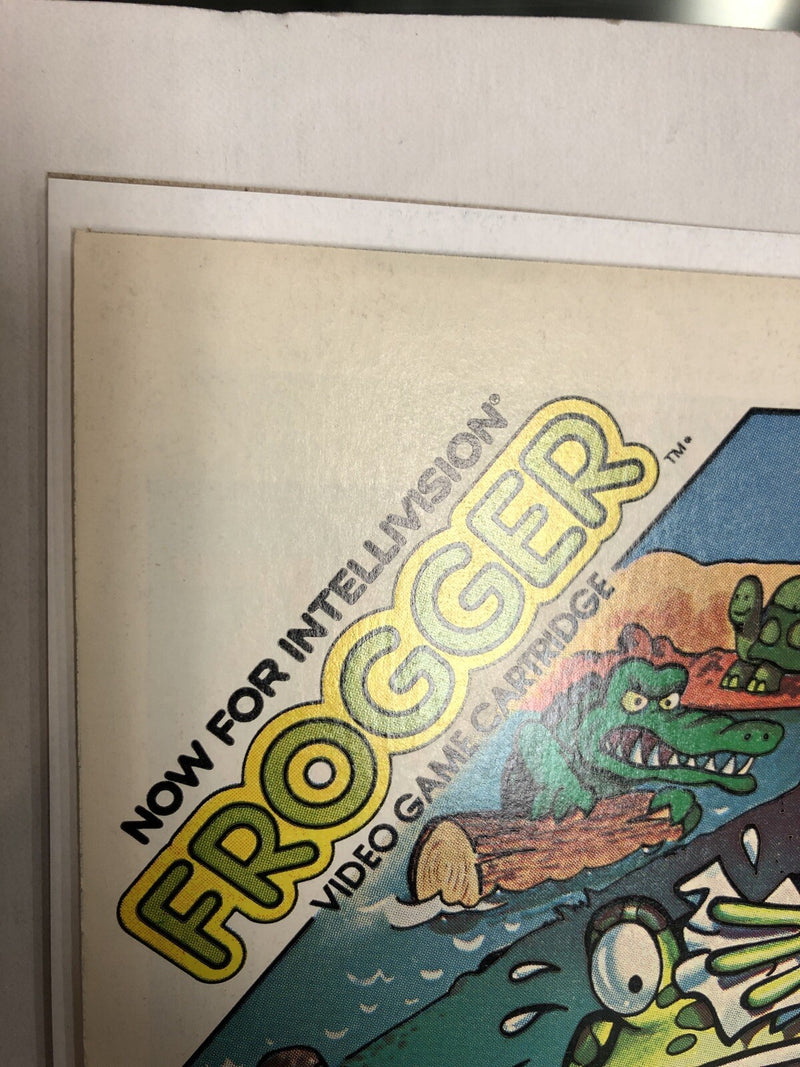 NOW FOR INTELLIVISION®
FROGGER™
VIDEO GAME CARTRIDGE